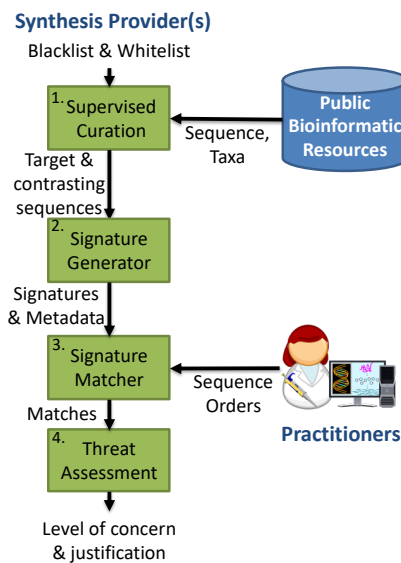 Synthesis Provider(s)
Blacklist & Whitelist
1.
Supervised
Curation
Public
Bioinformatic
Resources
Sequence,
Taxa
Target &
contrasting
sequences
2.
Signature
Generator
Signatures
& Metadata
3.
Signature
Matcher
Sequence
Orders
Practitioners
Matches
4.
Threat
Assessment
Level of concern
& justification